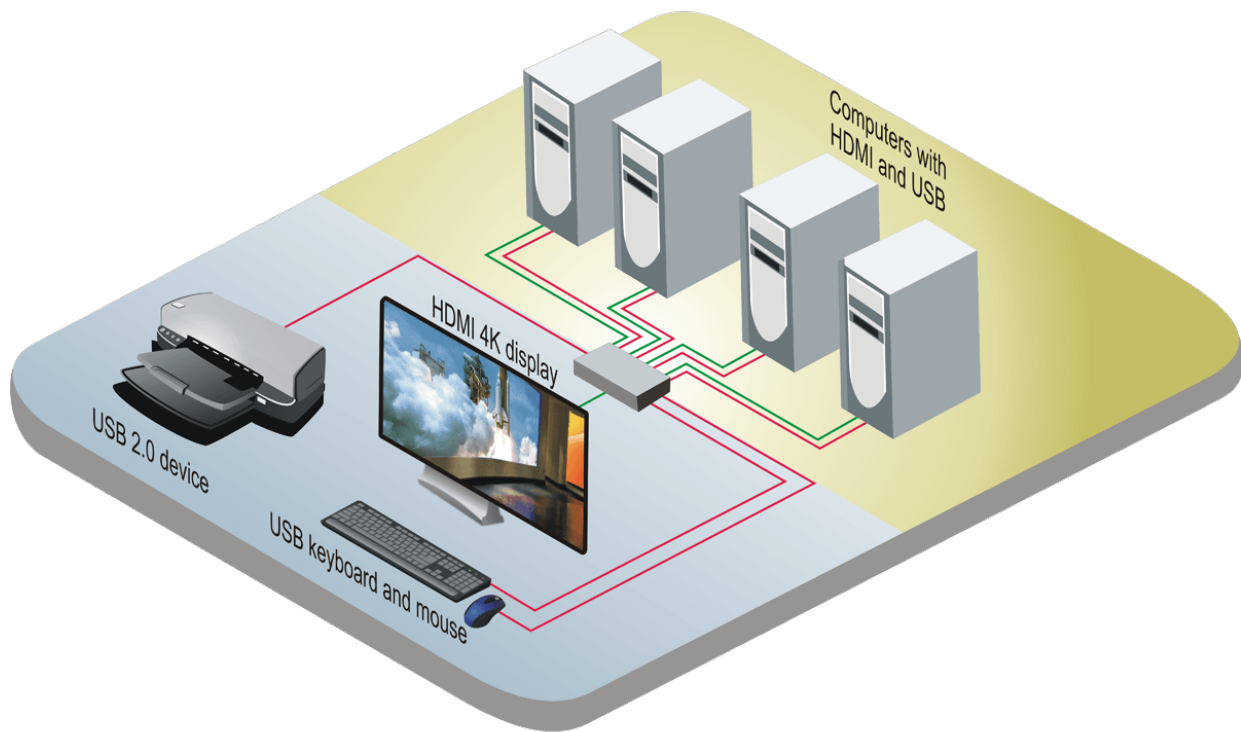 Computers with
HDMI and USB
HDMI 4K display
USB 2.0 device
USB keyboard and mouse